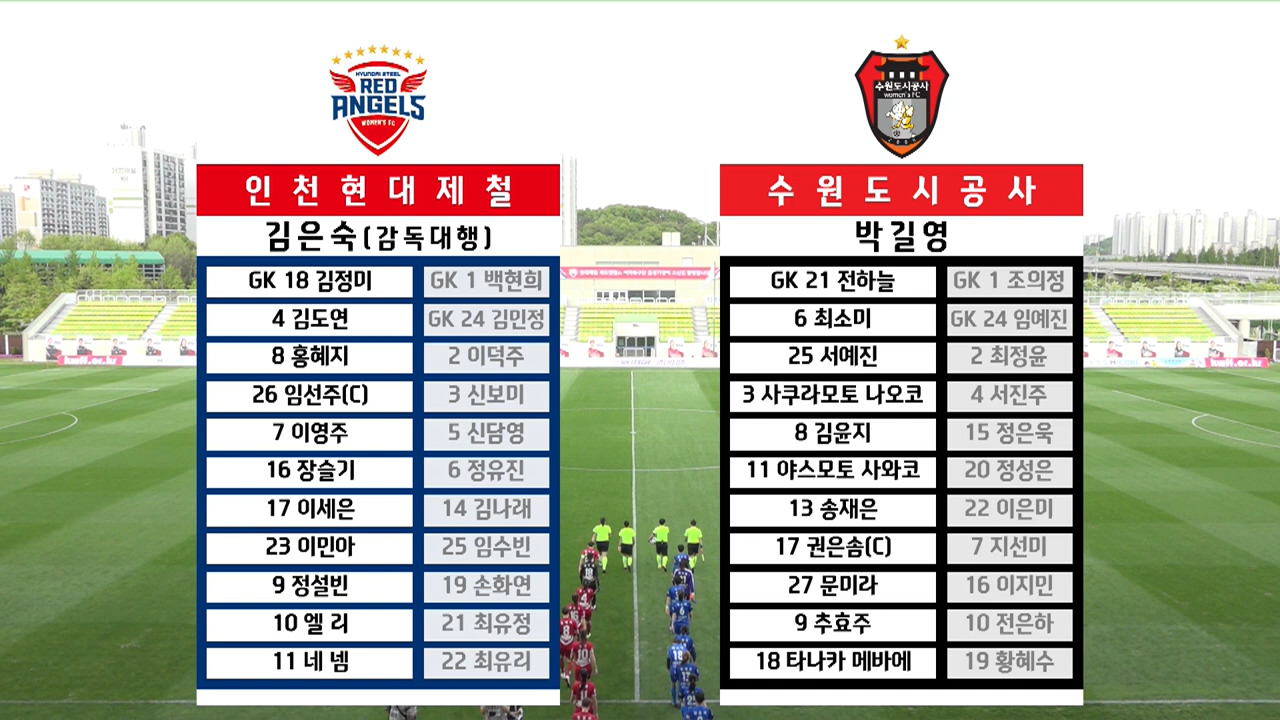 HYUNDAI STEEL
RED
ANGELS
WOMEN'S FC
인천현대제철
김은숙(감독대행)
GK 18 김정미
GK 1 백현희
4 김도연
GK 24 김민정
8 홍혜지
2 이덕주
26 임선주(C)
3 신보미
7 이영주
5 신담영
16 장슬기
6 정유진
17 이세은
14 김나래
23 이민아
25 임수빈
9 정설빈
19 손화연
10 엘 리
21 최유정
11 네 넴
22 최유리
수원도시공사
women's FC
수원도시공사
박길영
GK 21 전하늘
GK 1 조의정
6 최소미
GK 24 임예진
25 서예진
2 최정윤
3 사쿠라모토 나오코
4 서진주
8 김윤지
15 정은욱
11 야스모토 사와코
20 정성은
13 송재은
22 이은미
17 권은솜(C)
7 지선미
27 문미라
16 이지민
9 추효주
10 전은하
18 타나카 메바에
19 황혜수